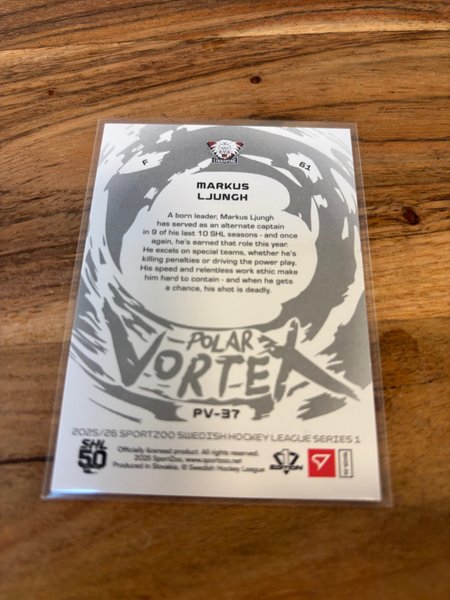 LINKÖPING
F
61
MARKUS
LJUNGH
A born leader, Markus Ljungh
has served as an alternate captain
in 9 of his last 10 SHL seasons - and once
again, he's earned that role this year.
He excels on special teams, whether he's
killing penalties or driving the power play.
His speed and relentless work ethic make
him hard to contain - and when he gets
a chance, his shot is deadly.
POLAR
VORTEX
PV-37
2025/26 SPORTZOO SWEDISH HOCKEY LEAGUE SERIES 1
SHL
50
Officially licensed product. All rights reserved.
2025 SportZoo, www.sportzoo.net
Produced in Slovakia. © Swedish Hockey League
EDITION